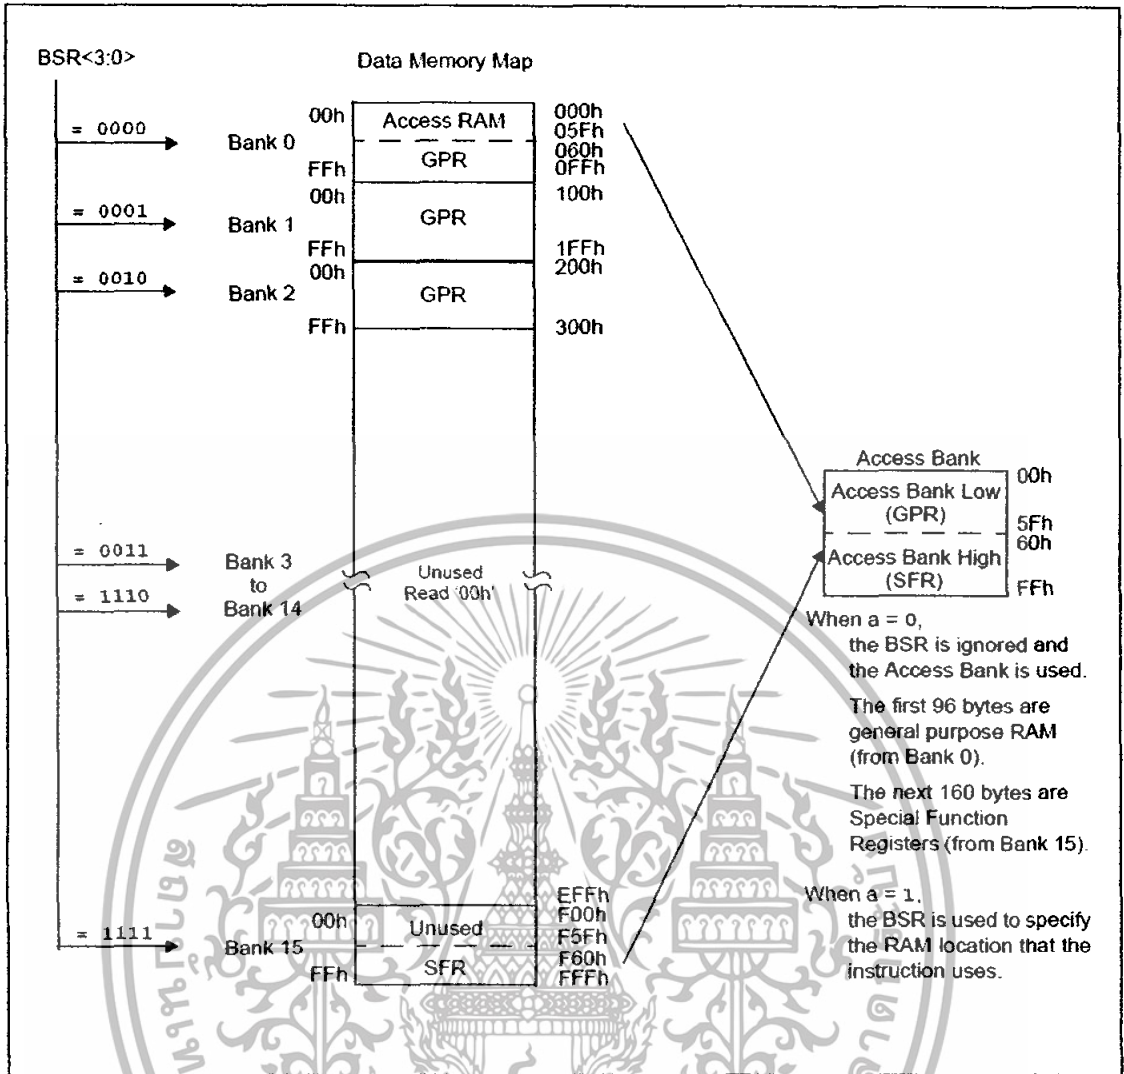 BSR<3:0>
Data Memory Map
= 0000
Bank 0
00h
Access RAM
000h
05Fh
FFh
GPR
060h
0FFh
= 0001
Bank 1
00h
GPR
100h
FFh
1FFh
= 0010
Bank 2
00h
GPR
200h
FFh
300h
= 0011
Bank 3
to
= 1110
Bank 14
Unused
Read '00h'
Access Bank
00h
Access Bank Low
(GPR)
5Fh
60h
Access Bank High
(SFR)
FFh
When a = 0,
the BSR is ignored and
the Access Bank is used.
The first 96 bytes are
general purpose RAM
(from Bank 0).
The next 160 bytes are
Special Function
Registers (from Bank 15).
When a = 1,
the BSR is used to specify
the RAM location that the
instruction uses.
EFFh
= 1111
Bank 15
00h
Unused
F00h
F5Fh
FFh
SFR
F60h
FFFh